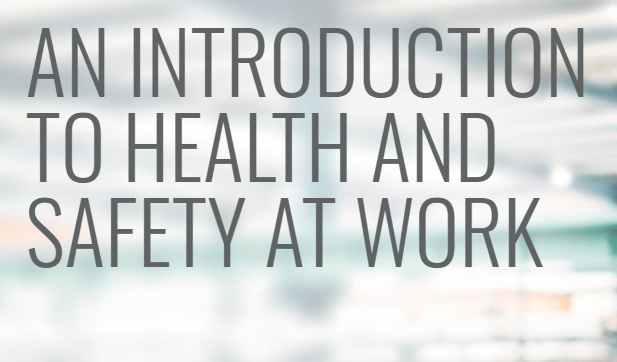 AN INTRODUCTION
TO HEALTH AND
SAFETY AT WORK